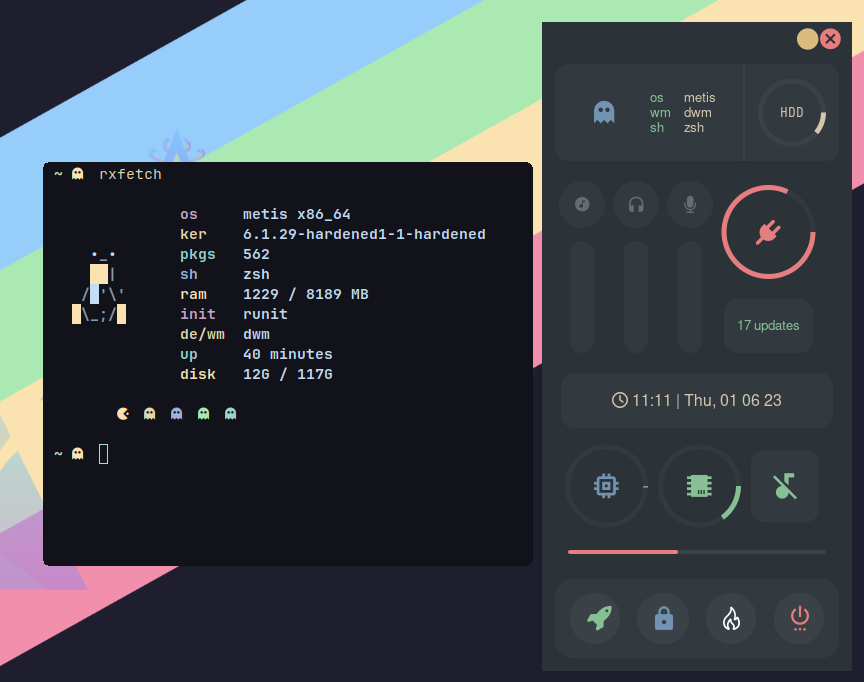 ~ rxfetch
os metis x86_64
ker 6.1.29-hardened1-1-hardened
pkgs 562
sh zsh
ram 1229 / 8189 MB
init runit
de/wm dwm
up 40 minutes
disk 12G / 117G
~
os metis
wm dwm
sh zsh
HDD
17 updates
11:11 | Thu, 01 06 23
-